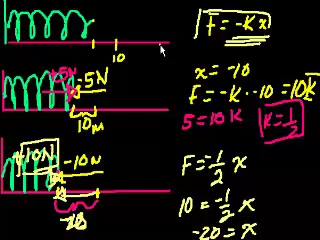 F = -Kx
10
x = -10
+5N
-5N
F = -K · -10 = 10K
10m
5 = 10K
K = 1/2
+10N
-10N
F = -1/2 x
10 = -1/2 x
-20
-20 = x